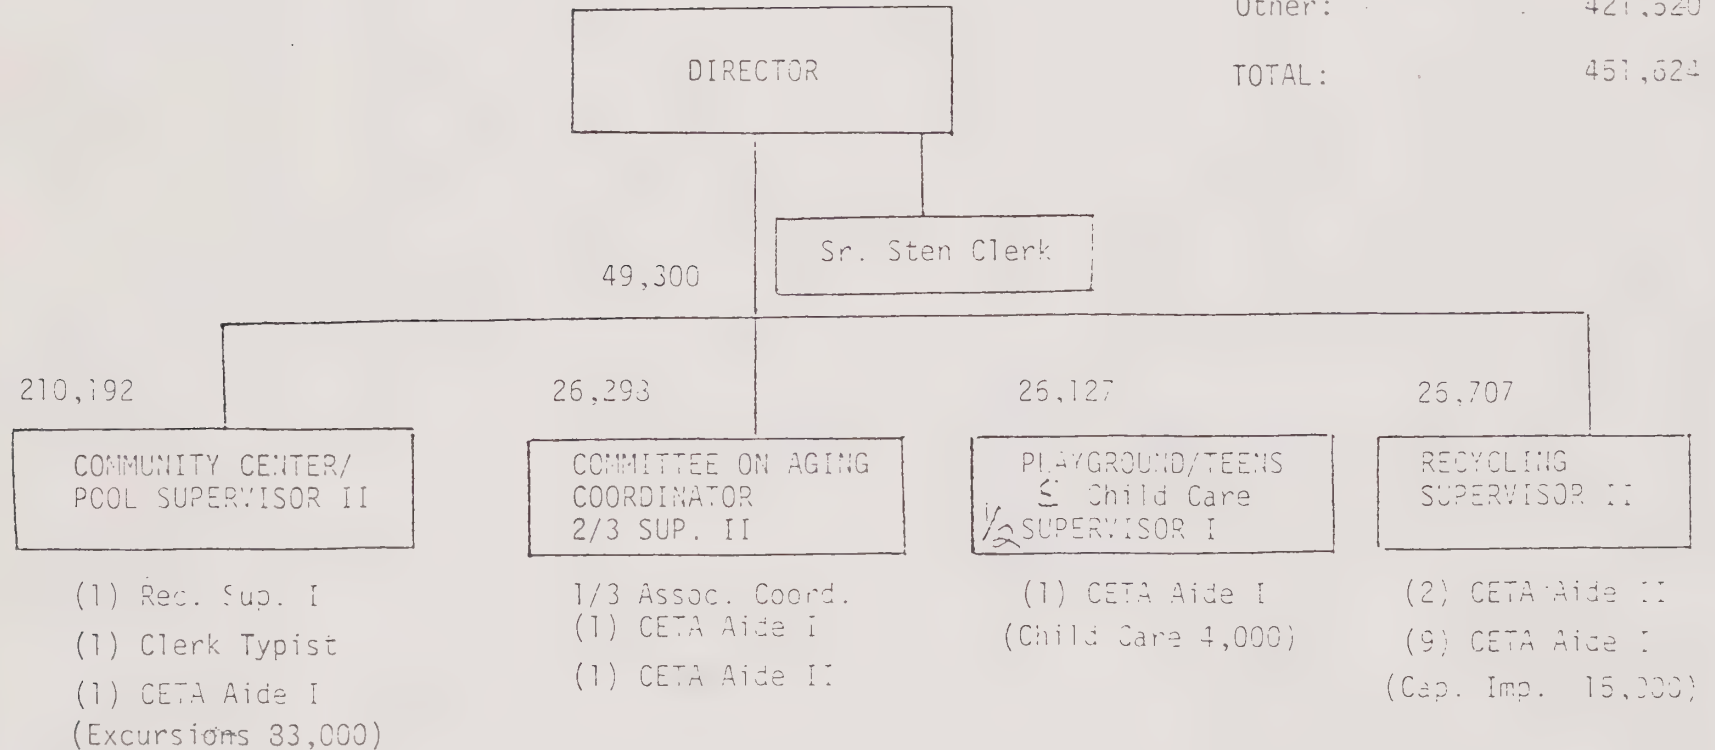 Other: 421,520
DIRECTOR
TOTAL: 451,624
Sr. Sten Clerk
49,300
210,192
26,293
25,127
25,707
COMMUNITY CENTER/
POOL SUPERVISOR II
COMMITTEE ON AGING
COORDINATOR
2/3 SUP. II
PLAYGROUND/TEENS
& Child Care
1/2 SUPERVISOR I
RECYCLING
SUPERVISOR II
(1) Rec. Sup. I
(1) Clerk Typist
(1) CETA Aide I
(Excursions 33,000)
1/3 Assoc. Coord.
(1) CETA Aide I
(1) CETA Aide II
(1) CETA Aide I
(Child Care 4,000)
(2) CETA Aide II
(9) CETA Aide I
(Cap. Imp. 15,000)